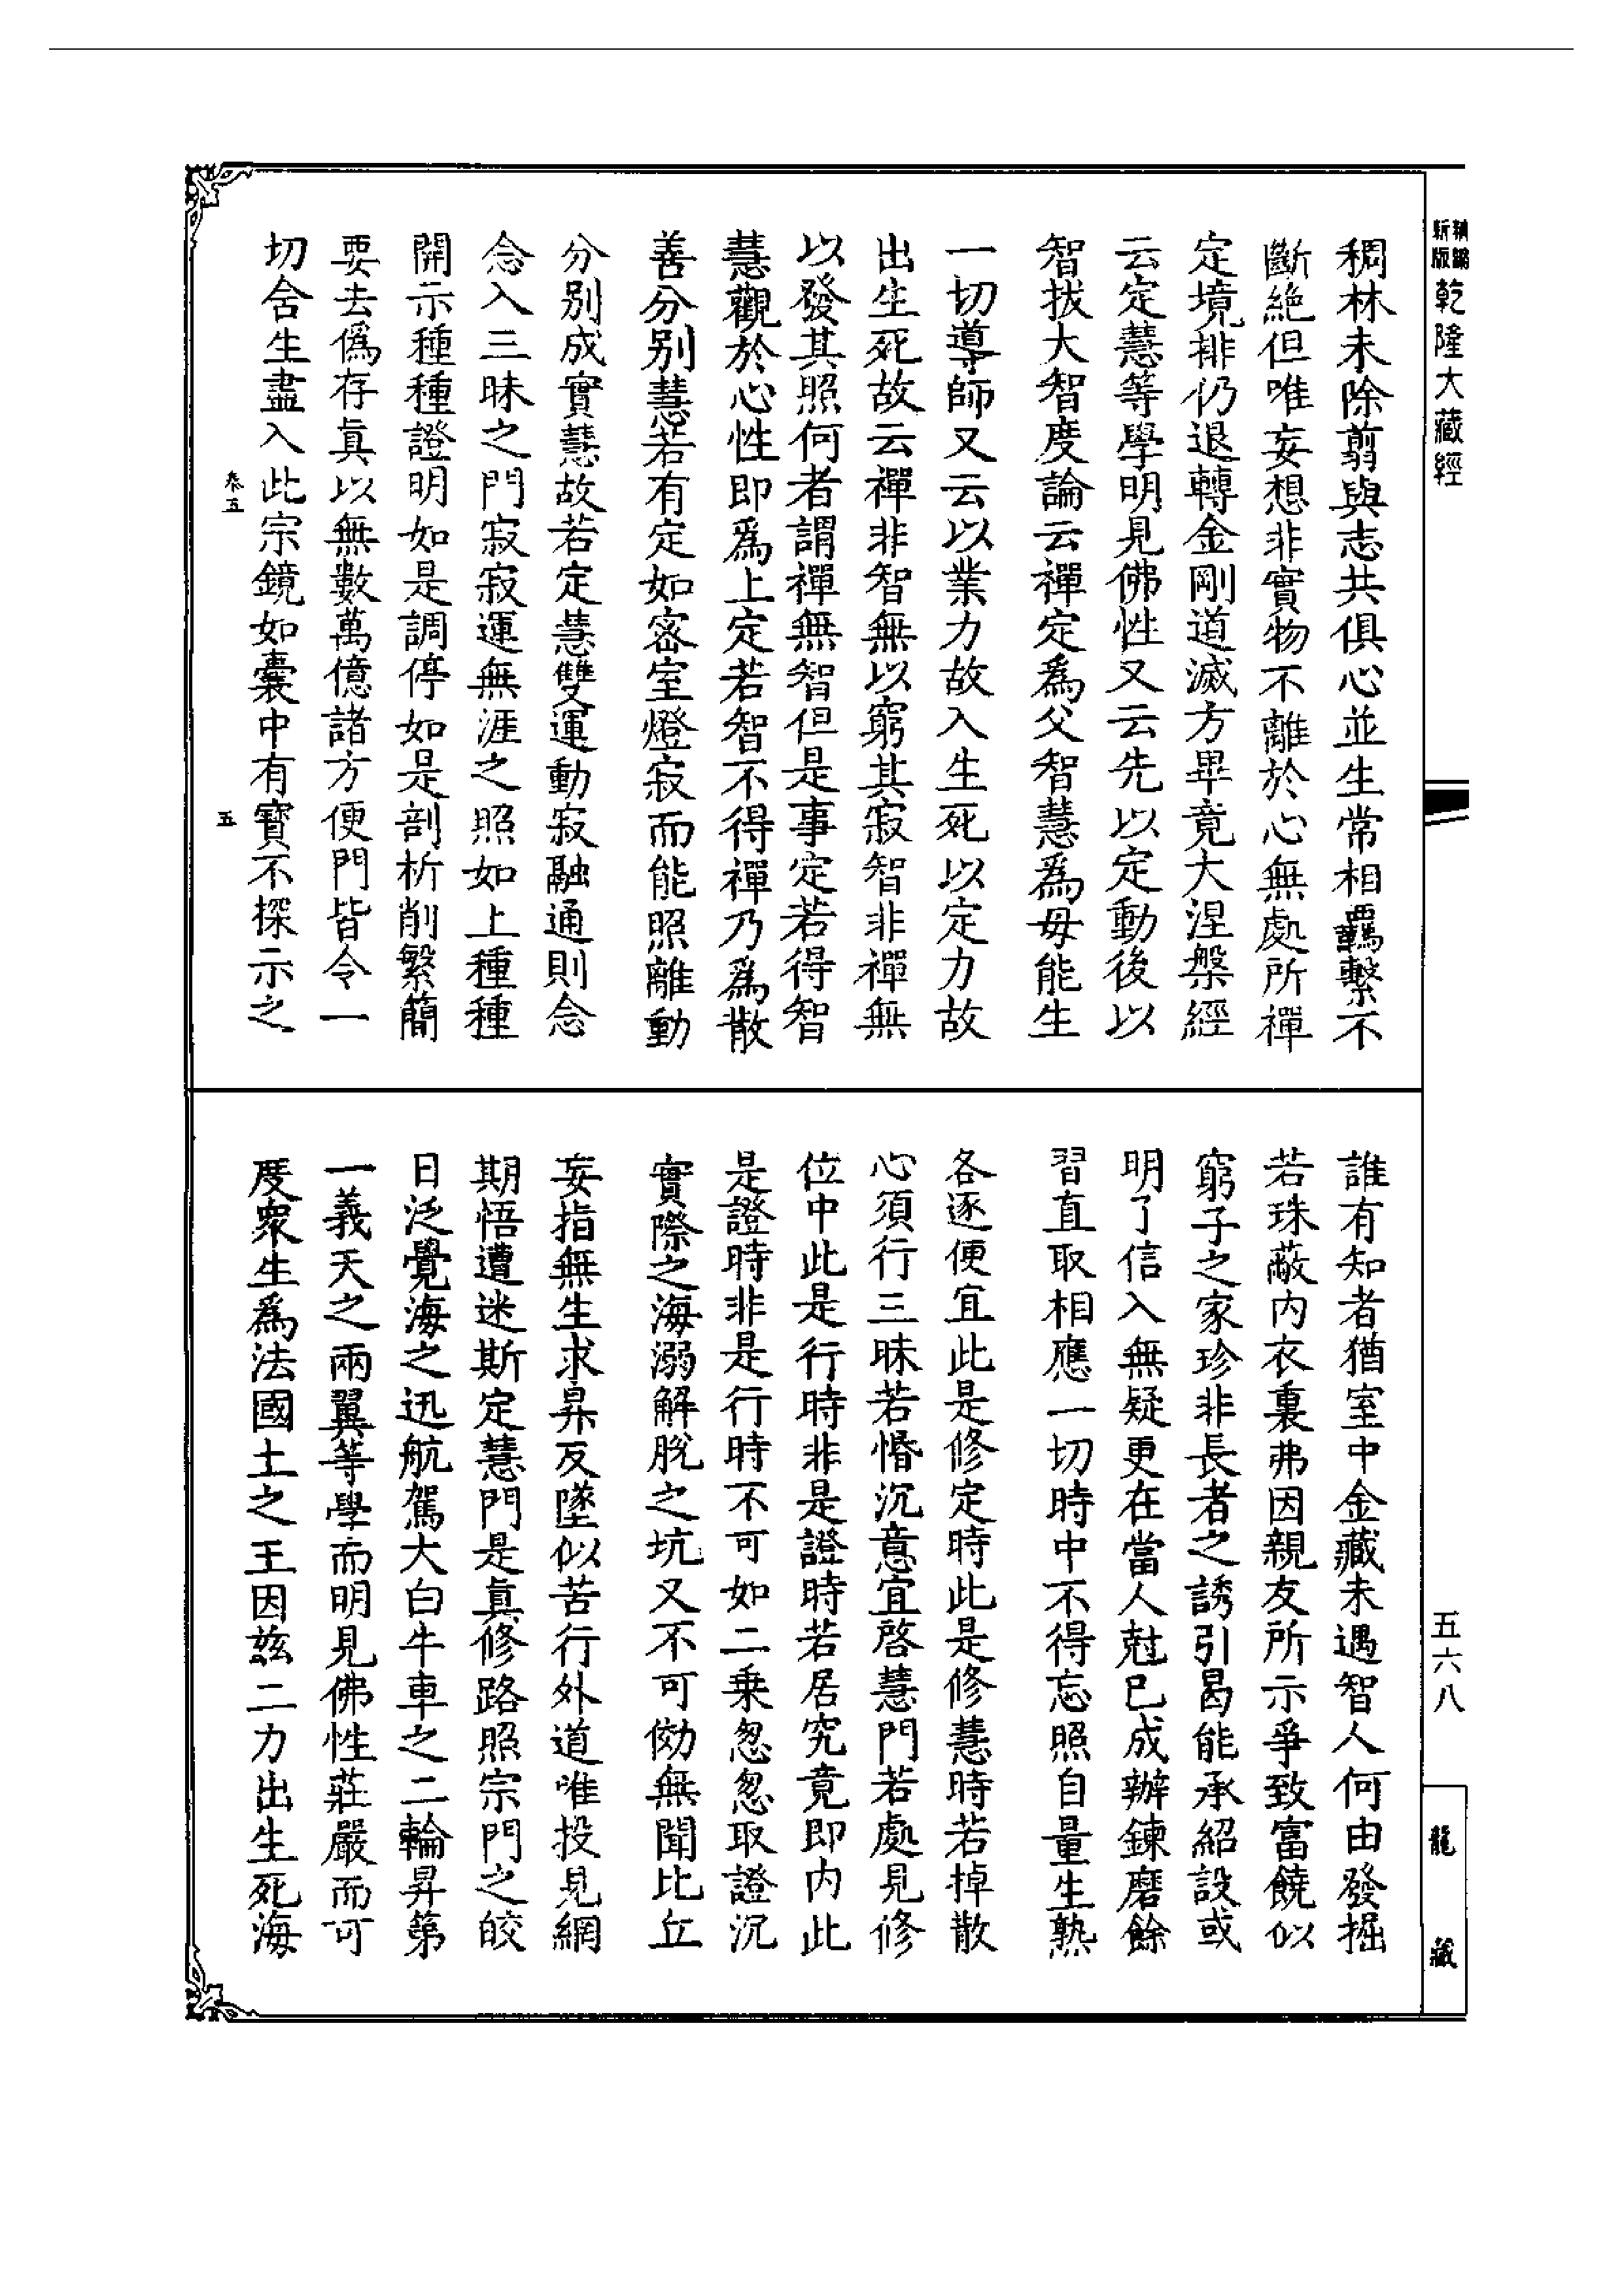 新版
精縮
乾隆大藏經
五六八
龍藏
稠林未除翦與志共俱心並生常相羈繫不
斷絕但唯妄想非實物不離於心無處所禪
定境排仍退轉金剛道滅方畢竟大涅槃經
云定慧等學明見佛性又云先以定動後以
智拔大智度論云禪定為父智慧為母能生
一切導師又云以業力故入生死以定力故
出生死故云禪非智無以窮其寂智非禪無
以發其照何者謂禪無智但是事定若得智
慧觀於心性即為上定若智不得禪乃為散
善分別慧若有定如密室燈寂而能照離動
分別成實慧故若定慧雙運動寂融通則念
念入三昧之門寂寂運無涯之照如上種種
開示種種證明如是調停如是剖析削繁簡
要去偽存真以無數萬億諸方便門皆令一
切含生盡入此宗鏡如囊中有寶不探示之
卷五
五
誰有知者猶室中金藏未遇智人何由發掘
若珠蔽內衣裏弗因親友所示爭致富饒似
窮子之家珍非長者之誘引曷能承紹設或
明了信入無疑更在當人尅已成辦鍊磨餘
習直取相應一切時中不得忘照自量生熟
各逐便宜此是修定時此是修慧時若掉散
心須行三昧若惛沉意宜啓慧門若處見修
位中此是行時非是證時若居究竟即內此
是證時非是行時不可如二乘忽忽取證沉
實際之海溺解脫之坑又不可効無聞比丘
妄指無生求昇反墜似苦行外道唯投見網
期悟遭迷斯定慧門是真修路照宗門之皎
日泛覺海之迅航駕大白牛車之二輪昇第
一義天之兩翼等學而明見佛性莊嚴而可
度眾生為法國土之王因茲二力出生死海